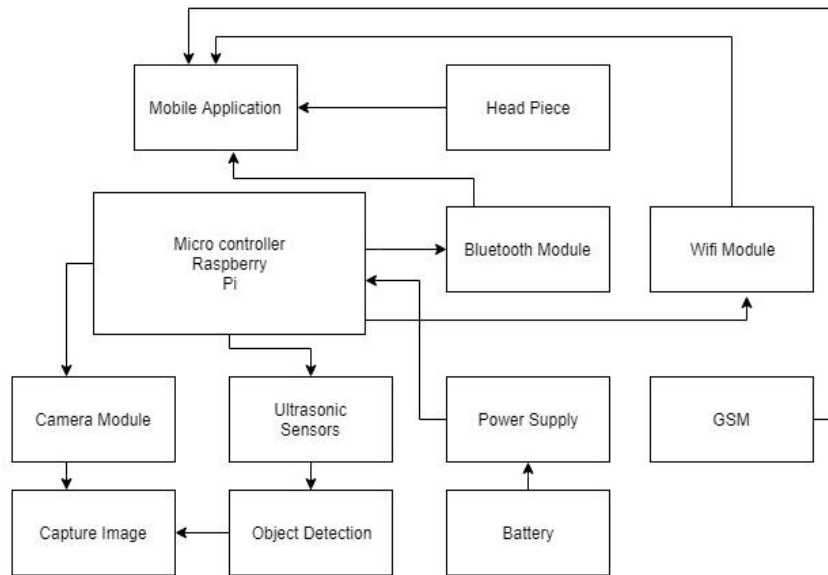 Mobile Application
Head Piece
Micro controller
Raspberry
Pi
Bluetooth Module
Wifi Module
Camera Module
Ultrasonic
Sensors
Power Supply
GSM
Capture Image
Object Detection
Battery